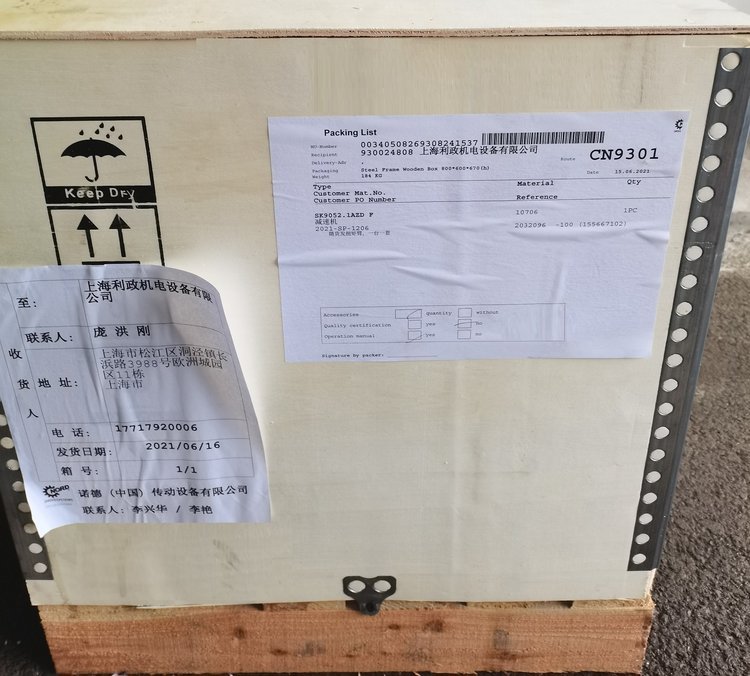 Keep Dry
Packing List
NU-Number 00340508269308241537
Recipient 930024808 上海利政机电设备有限公司
Delivery-Adr .
Route CN9301
Packaging Steel Frame Wooden Box 800*600*670(h)
Weight 184 KG
Date 15.06.2021
Type Material Qty
Customer Mat.No.
Customer PO Number Reference
SK9052.1AZD F 10706 1PC
减速机
2021-SP-1206 2032096 -100 (155667102)
Accessories quantity without
Quality certification yes no
Operation manual yes no
Signature by packer:
至: 上海利政机电设备有限
公司
联系人: 庞洪刚
收货人
地址: 上海市松江区洞泾镇长
浜路3988号欧洲城园
区11栋
上海市
电话: 17717920006
发货日期: 2021/06/16
箱号: 1/1
NORD
诺德 (中国) 传动设备有限公司
联系人: 李兴华 / 李艳